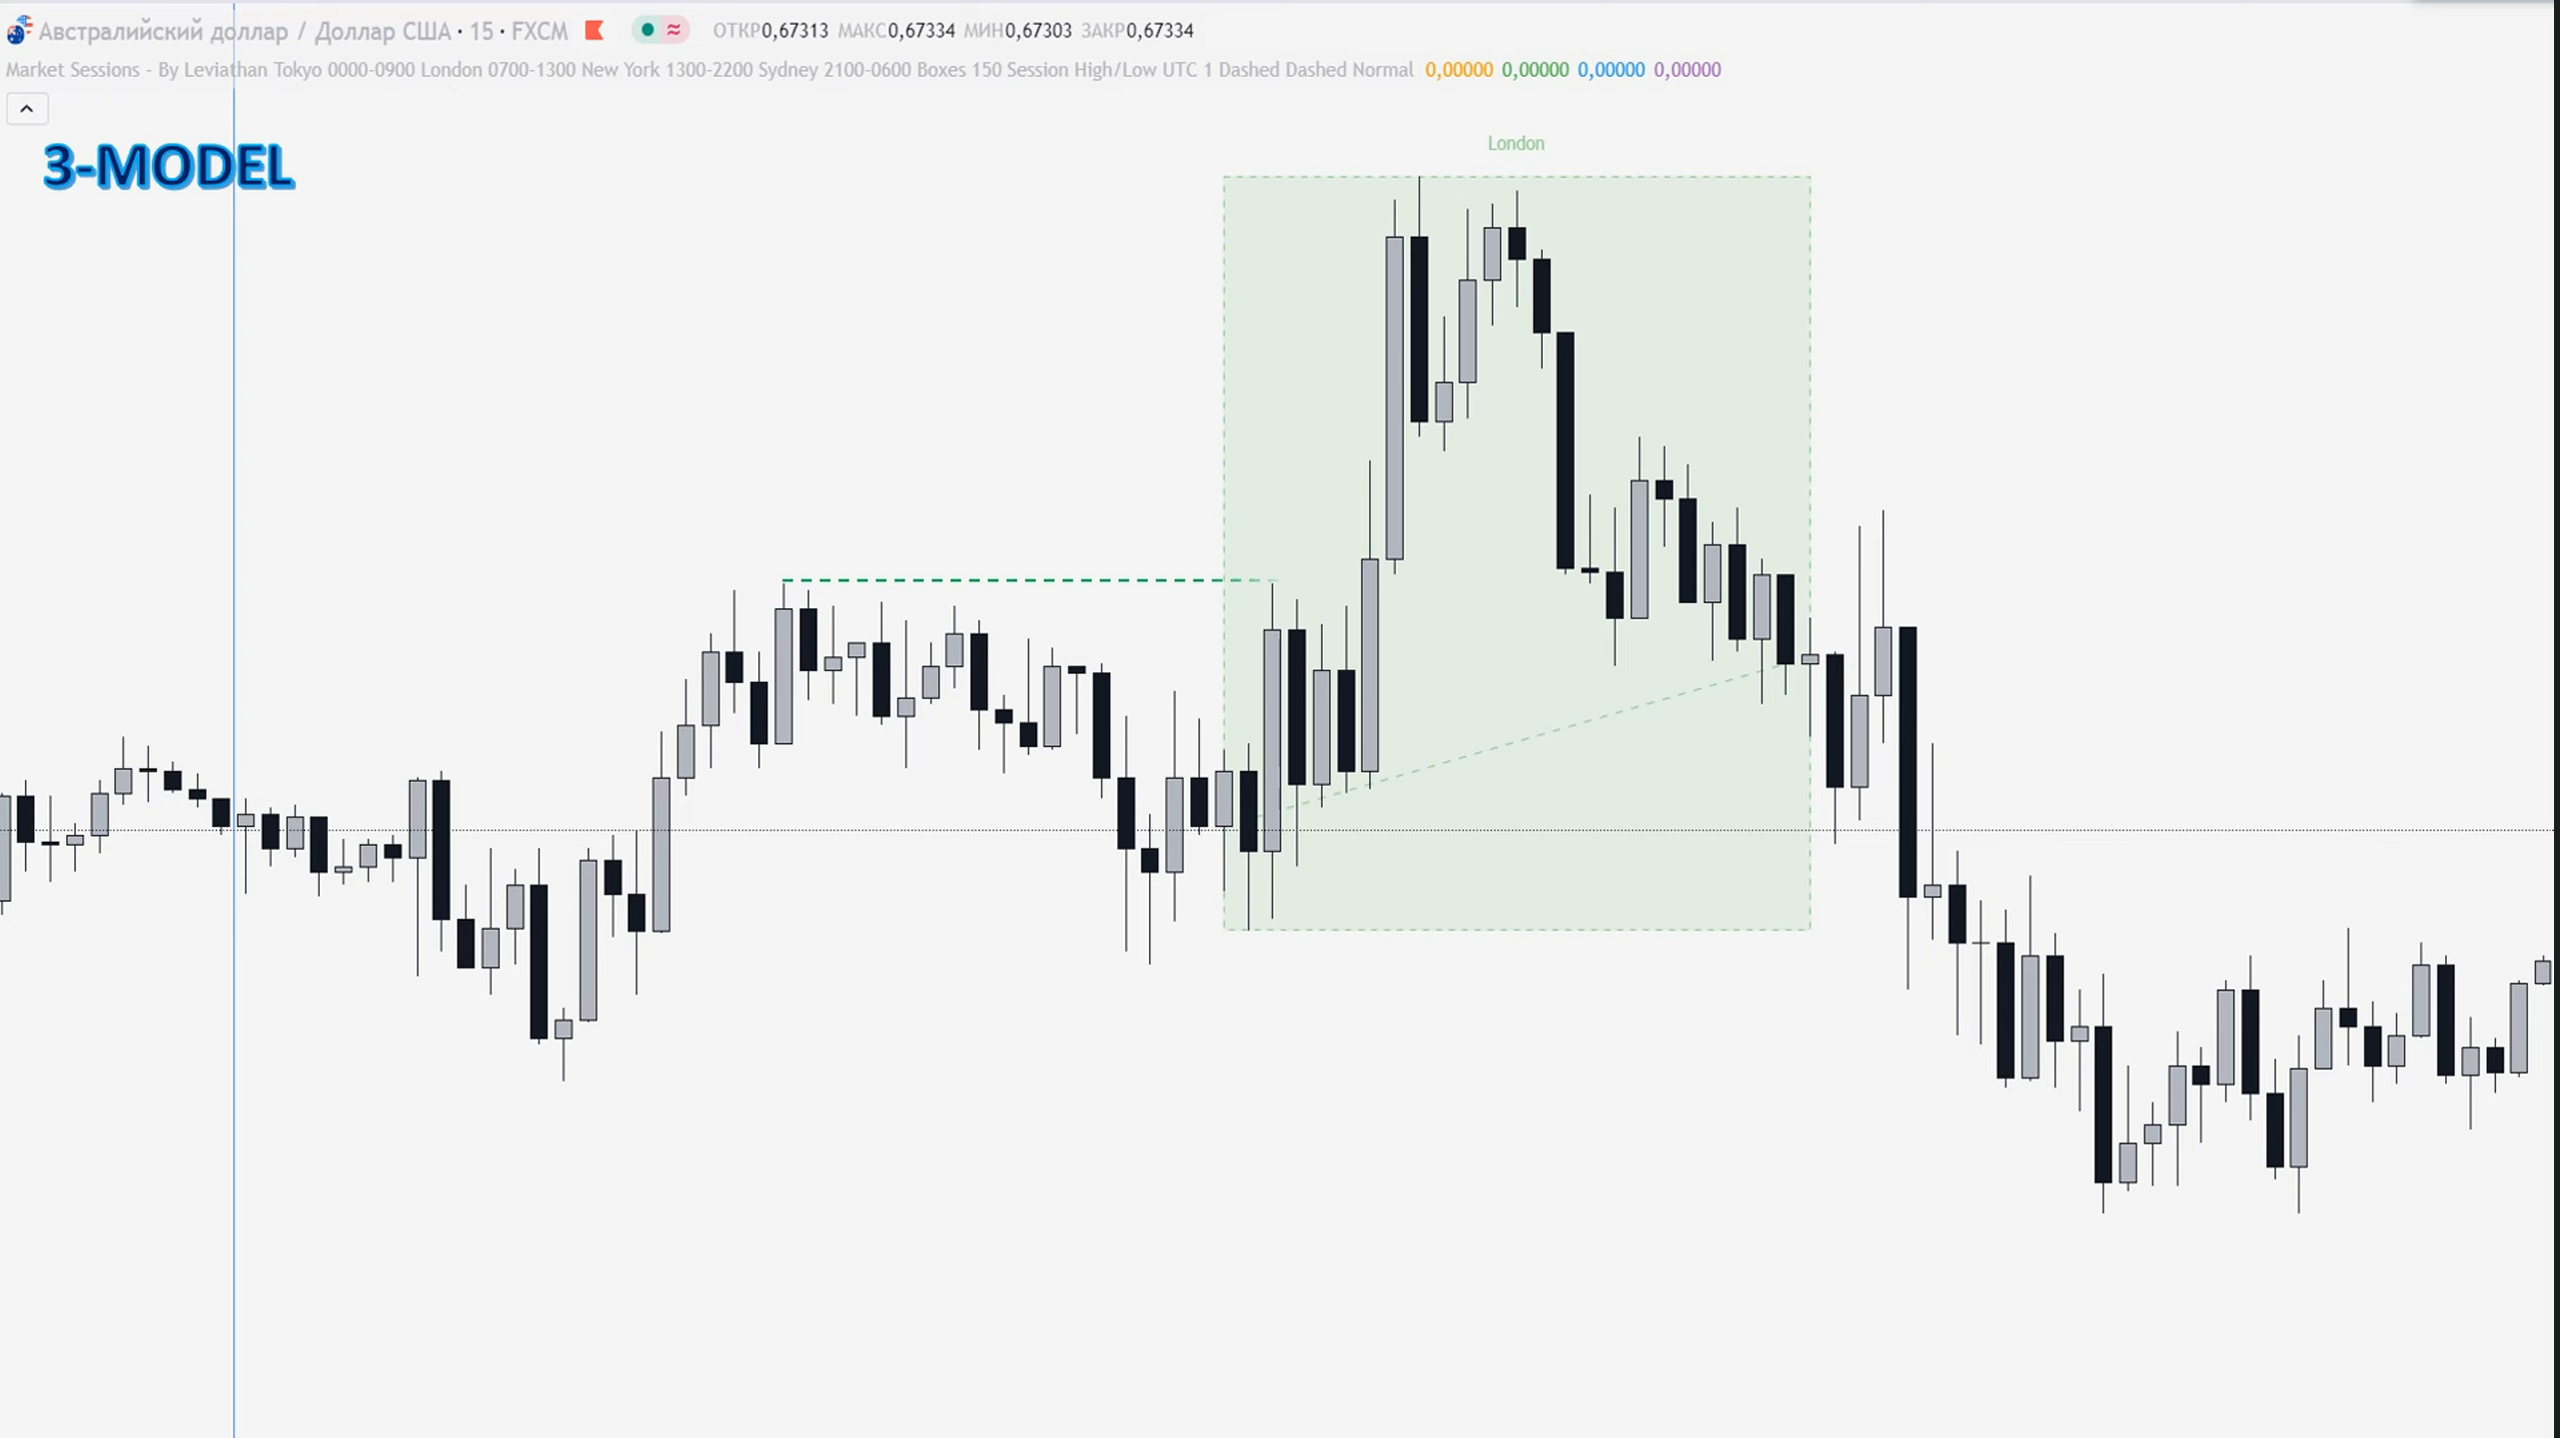 Австралийский доллар / Доллар США · 15 · FXCM ОТКР0,67313 МАКС0,67334 МИН0,67303 ЗАКР0,67334
Market Sessions - By Leviathan Tokyo 0000-0900 London 0700-1300 New York 1300-2200 Sydney 2100-0600 Boxes 150 Session High/Low UTC 1 Dashed Dashed Normal 0,00000 0,00000 0,00000 0,00000
3-MODEL
London